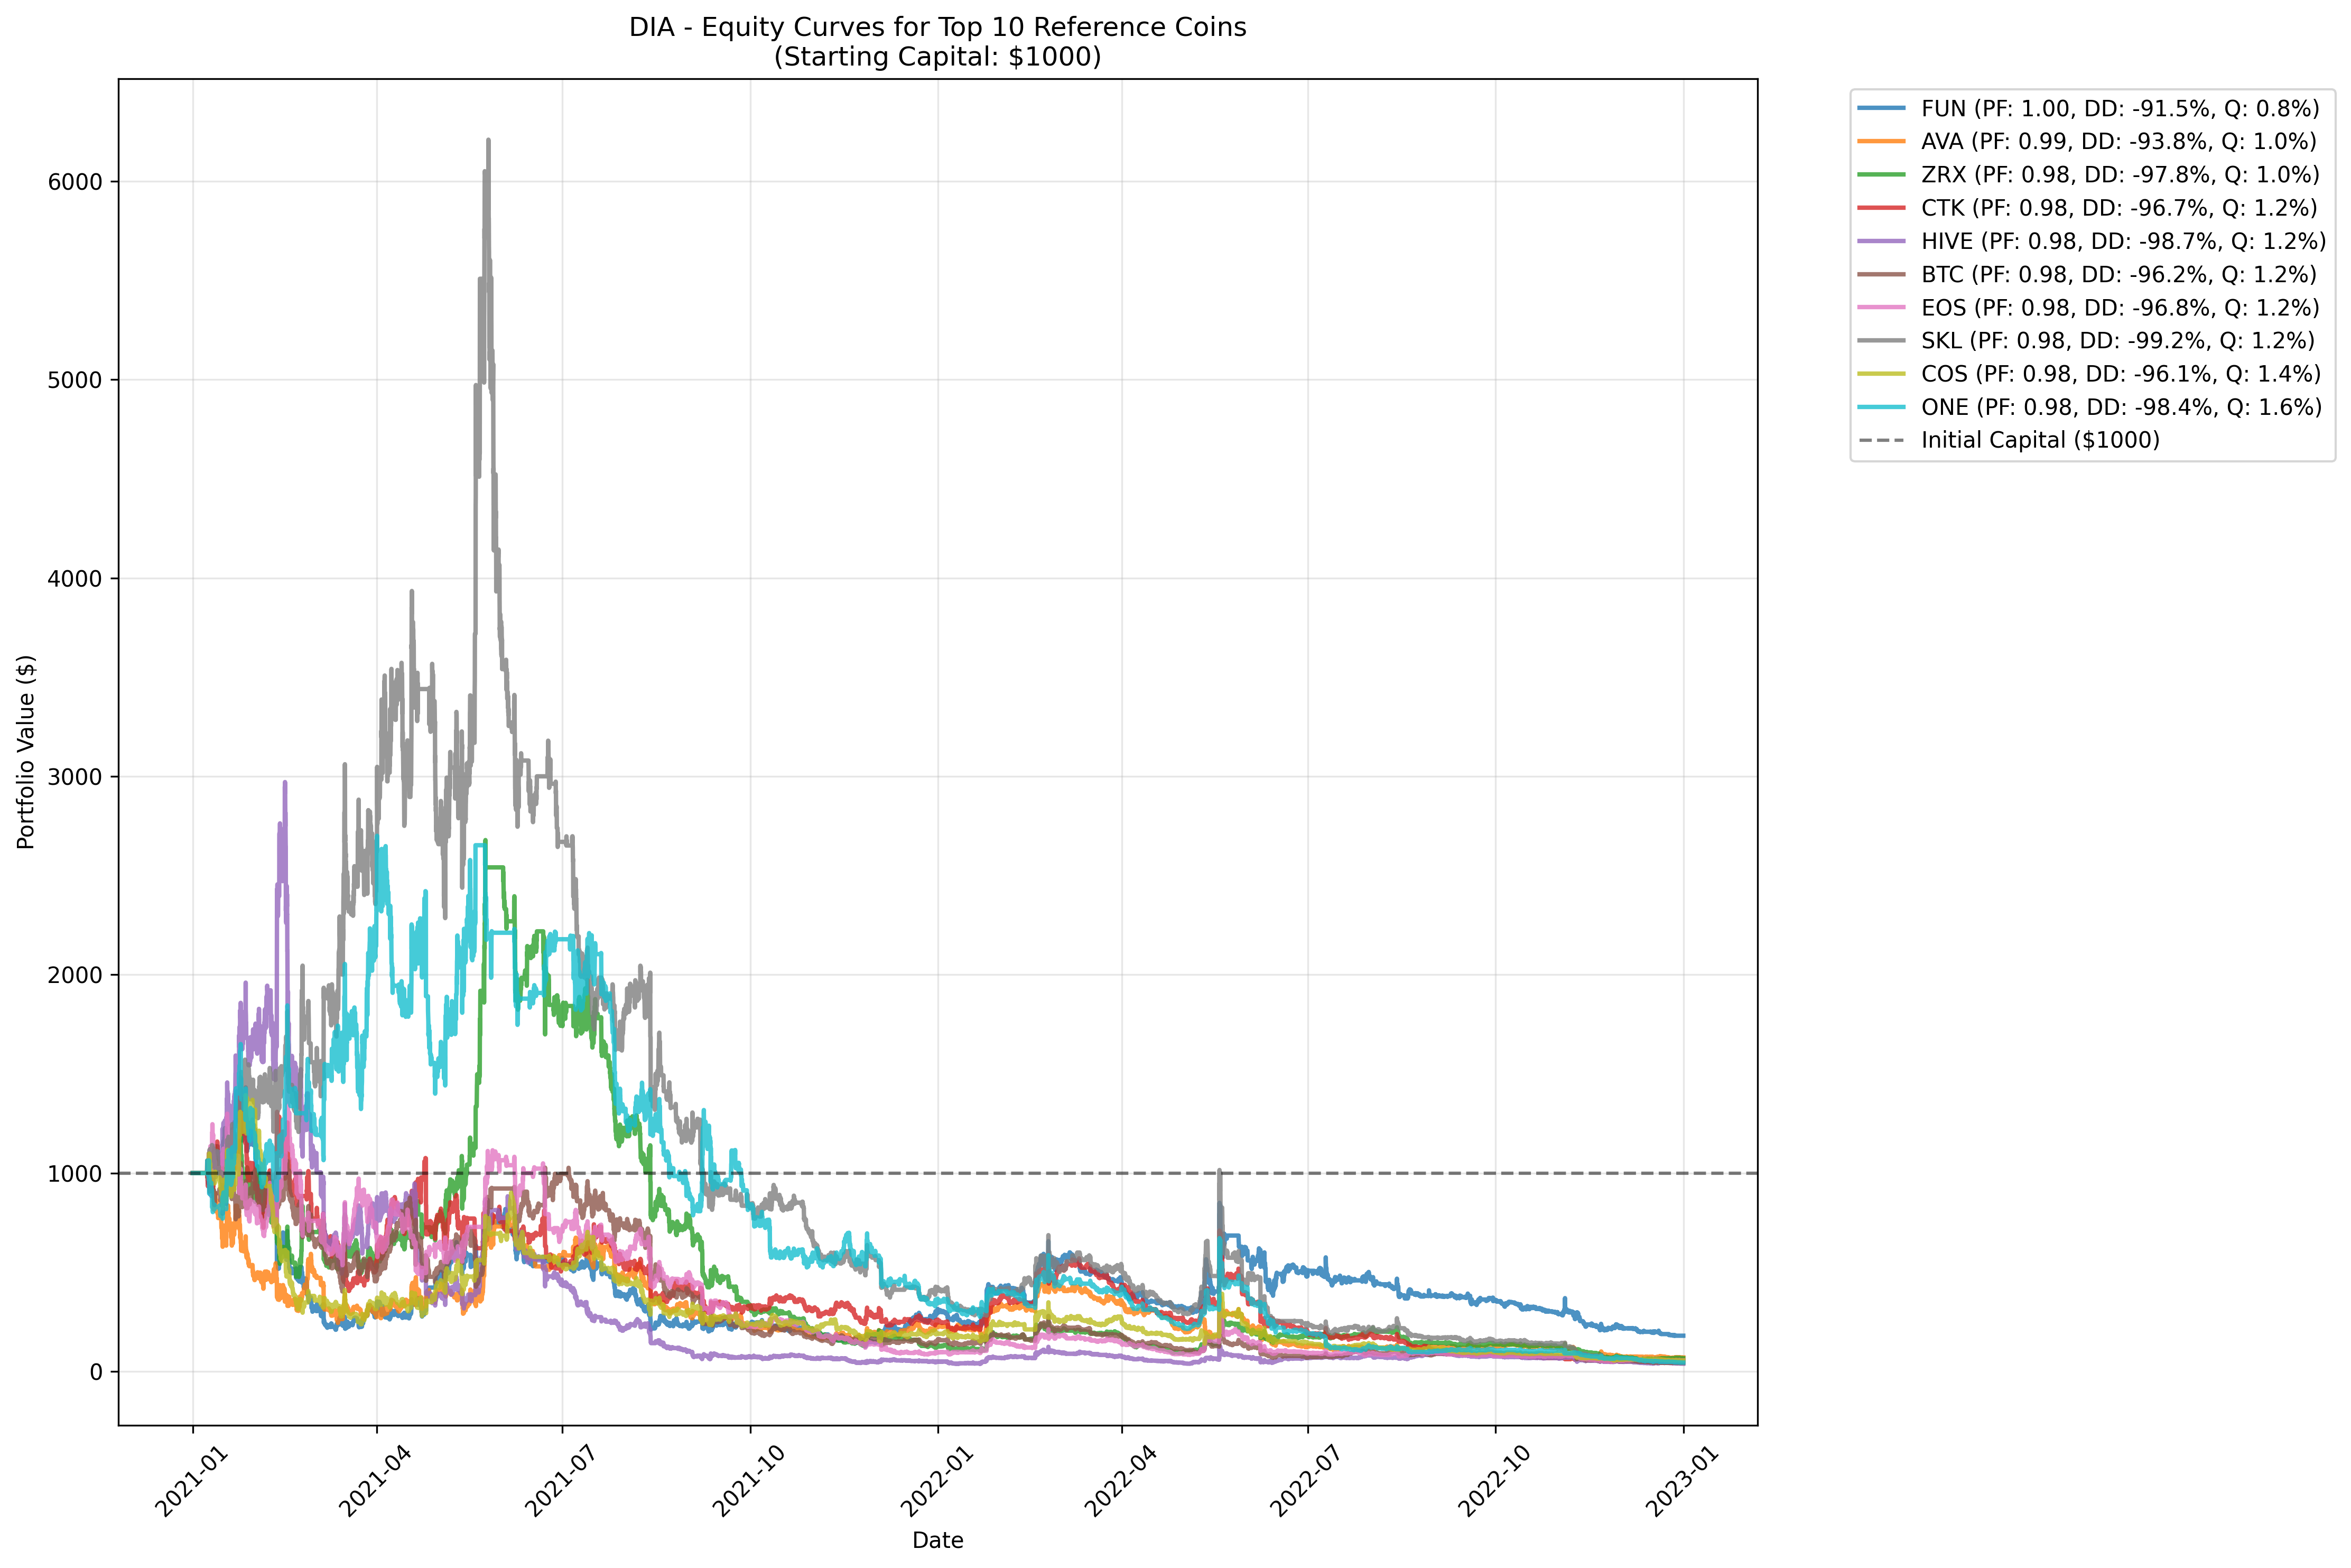 DIA - Equity Curves for Top 10 Reference Coins
(Starting Capital: $1000)
FUN (PF: 1.00, DD: -91.5%, Q: 0.8%)
AVA (PF: 0.99, DD: -93.8%, Q: 1.0%)
ZRX (PF: 0.98, DD: -97.8%, Q: 1.0%)
CTK (PF: 0.98, DD: -96.7%, Q: 1.2%)
HIVE (PF: 0.98, DD: -98.7%, Q: 1.2%)
BTC (PF: 0.98, DD: -96.2%, Q: 1.2%)
EOS (PF: 0.98, DD: -96.8%, Q: 1.2%)
SKL (PF: 0.98, DD: -99.2%, Q: 1.2%)
COS (PF: 0.98, DD: -96.1%, Q: 1.4%)
ONE (PF: 0.98, DD: -98.4%, Q: 1.6%)
Initial Capital ($1000)
Portfolio Value ($)
6000
5000
4000
3000
2000
1000
0
2021-01
2021-04
2021-07
2021-10
2022-01
2022-04
2022-07
2022-10
2023-01
Date